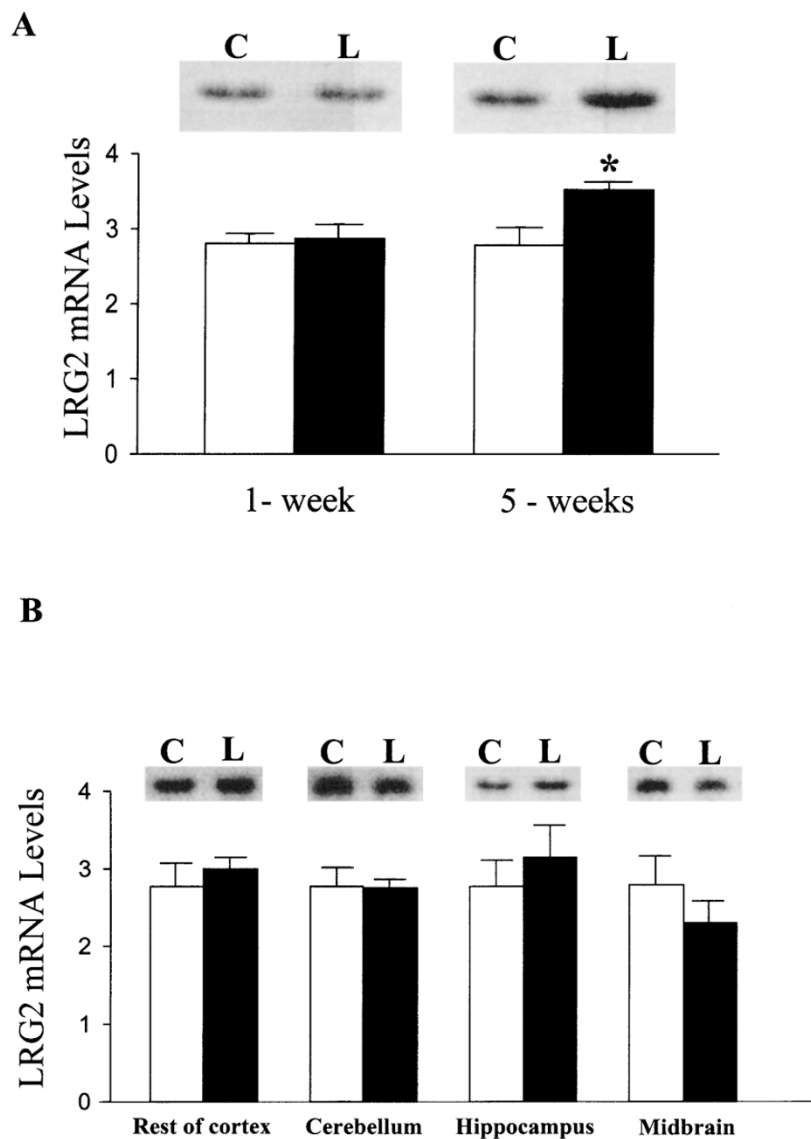 A
C L C L
4
*
3
2
1
0
LRG2 mRNA Levels
1- week 5 - weeks
B
C L C L C L C L
4
3
2
1
0
LRG2 mRNA Levels
Rest of cortex Cerebellum Hippocampus Midbrain